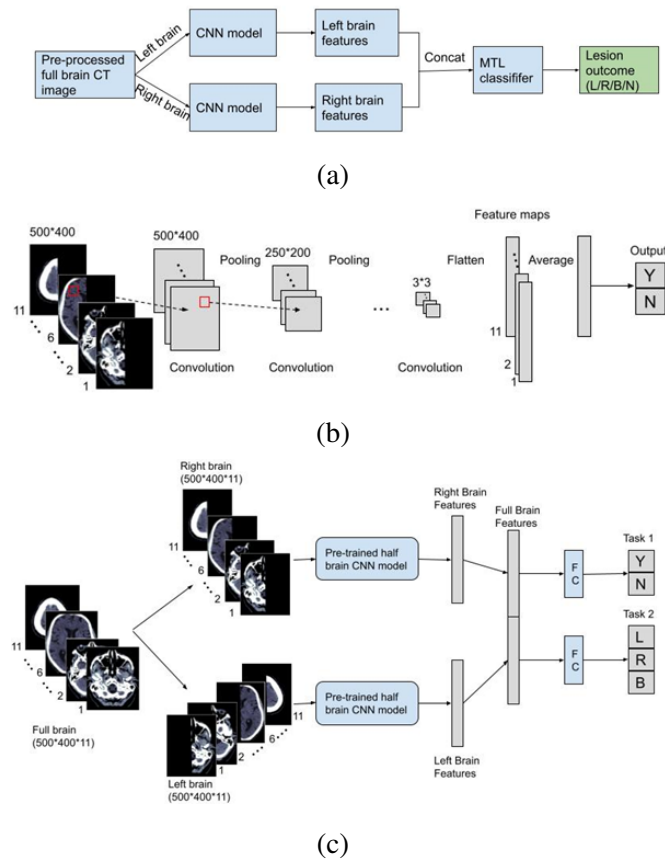 Pre-processed
full brain CT
image
Left brain
Right brain
CNN model
Left brain
features
CNN model
Right brain
features
Concat
MTL
classififer
Lesion
outcome
(L/R/B/N)
(a)
500*400
11
6
2
1
500*400
Convolution
Pooling
250*200
Convolution
Pooling
...
3*3
Convolution
Flatten
Feature maps
11
2
1
Average
Output
Y
N
(b)
Full brain
(500*400*11)
11
6
2
1
Right brain
(500*400*11)
11
6
2
1
Left brain
(500*400*11)
1
2
6
11
Pre-trained half
brain CNN model
Pre-trained half
brain CNN model
Right Brain
Features
Left Brain
Features
Full Brain
Features
F
C
F
C
Task 1
Y
N
Task 2
L
R
B
(c)